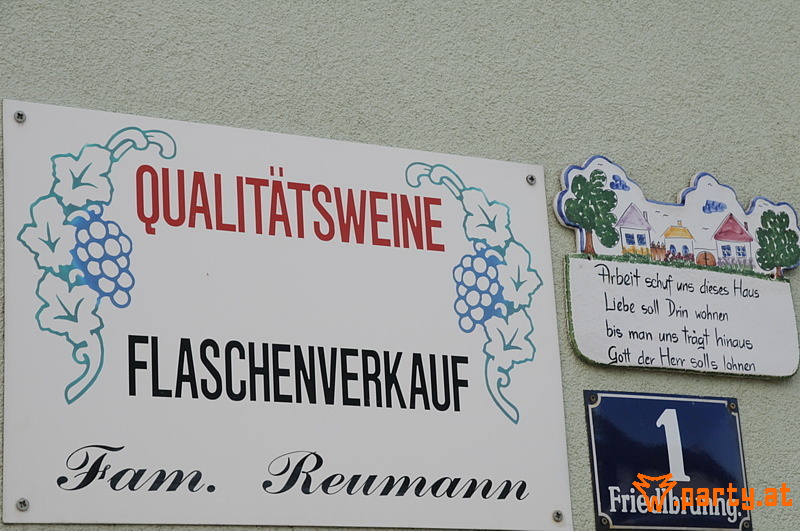 QUALITÄTSWEINE
FLASCHENVERKAUF
Fam. Reumann
Arbeit schuf uns dieses Haus
Liebe soll Drin wohnen
bis man uns trägt hinaus
Gott der Herr solls lohnen
1
party.at